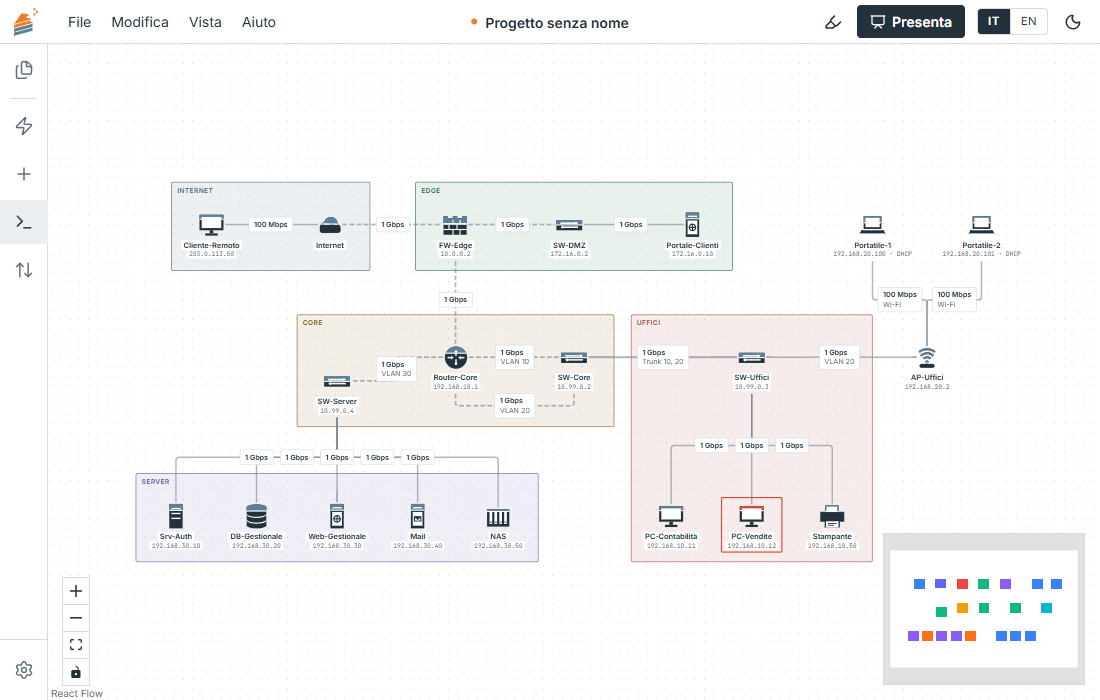 File Modifica Vista Aiuto
Progetto senza nome
Presenta
IT EN
INTERNET
EDGE
100 Mbps
1 Gbps
1 Gbps
1 Gbps
Cliente-Remoto
203.0.113.50
Internet
FW-Edge
10.0.0.2
SW-DMZ
172.16.0.2
Portale-Clienti
172.16.0.10
Portatile-1
192.168.20.100 · DHCP
Portatile-2
192.168.20.101 · DHCP
100 Mbps
Wi-Fi
100 Mbps
Wi-Fi
1 Gbps
CORE
UFFICI
1 Gbps
VLAN 30
1 Gbps
VLAN 10
1 Gbps
Trunk 10, 20
1 Gbps
VLAN 20
Router-Core
192.168.10.1
SW-Core
10.99.0.2
SW-Uffici
10.99.0.3
AP-Uffici
192.168.20.2
SW-Server
10.99.0.4
1 Gbps
VLAN 20
1 Gbps
1 Gbps
1 Gbps
1 Gbps
1 Gbps
1 Gbps
1 Gbps
1 Gbps
SERVER
Srv-Auth
192.168.30.10
DB-Gestionale
192.168.30.20
Web-Gestionale
192.168.30.30
Mail
192.168.30.40
NAS
192.168.30.50
PC-Contabilità
192.168.10.11
PC-Vendite
192.168.10.12
Stampante
192.168.10.50
React Flow